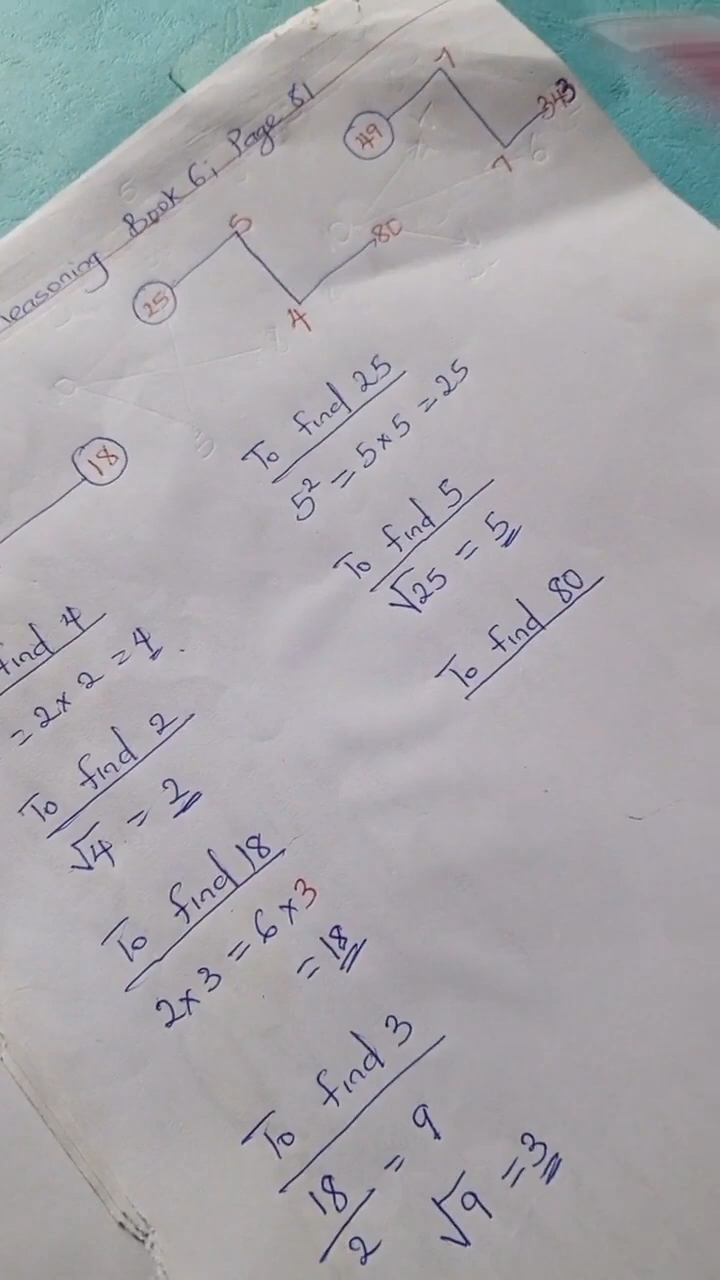 Reasoning Book 6; Page 81
49 7 7 343
25 5 4 80
18
find 4
= 2 × 2 = 4
To find 2
√4 = 2
To find 18
2×3 = 6 × 3
= 18
To find 3
18/2 = 9 √9 = 3
To find 25
5² = 5 × 5 = 25
To find 5
√25 = 5
To find 80